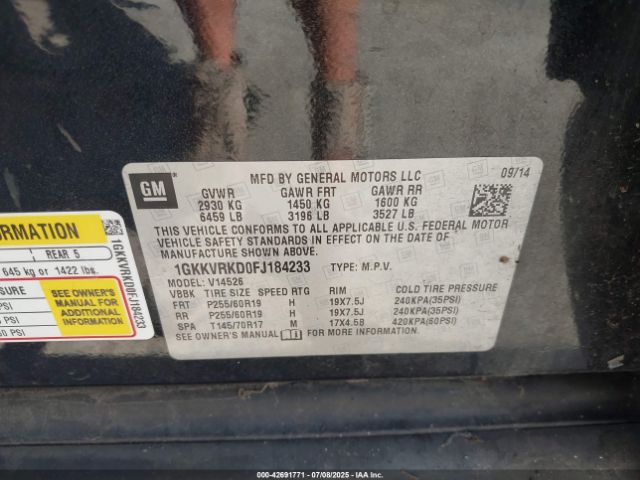 MFD BY GENERAL MOTORS LLC 09/14
GM
GVWR GAWR FRT GAWR RR
2930 KG 1450 KG 1600 KG
6459 LB 3196 LB 3527 LB
THIS VEHICLE CONFORMS TO ALL APPLICABLE U.S. FEDERAL MOTOR
VEHICLE SAFETY STANDARDS IN EFFECT ON THE DATE OF
MANUFACTURE SHOWN ABOVE.
1GKKVRKD0FJ184233 TYPE: M.P.V.
MODEL: V14526
VBBK TIRE SIZE SPEED RTG RIM COLD TIRE PRESSURE
FRT P255/60R19 H 19X7.5J 240KPA(35PSI)
RR P255/60R19 H 19X7.5J 240KPA(35PSI)
SPA T145/70R17 M 17X4.5B 420KPA(60PSI)
SEE OWNER'S MANUAL FOR MORE INFORMATION.
ORMATION
REAR 5
645 kg or 1422 lbs.
SEE OWNER'S
MANUAL FOR
ADDITIONAL
INFORMATION
1GKKVRKD0FJ184233
000-42691771 | 07/08/2025 - IAA, LLC